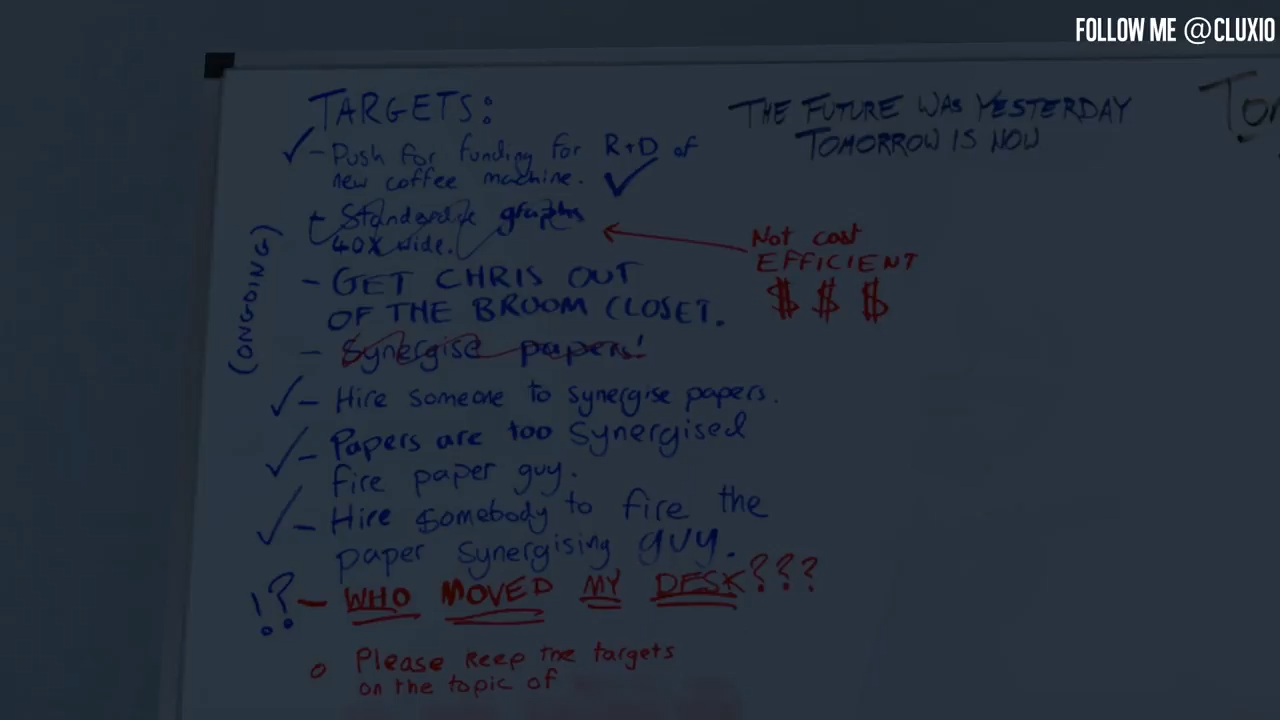 FOLLOW ME @CLUXIO
TARGETS:
- Push for funding for R+D of
new coffee machine.
- Standardize graphs
40X wide.
(ONGOING)
- GET CHRIS OUT
OF THE BROOM CLOSET.
- Synergise papers!
- Hire someone to synergise papers.
- Papers are too Synergised
fire paper guy.
- Hire somebody to fire the
paper synergising guy.
!? - WHO MOVED MY DESK???
o Please keep the targets
on the topic of
THE FUTURE WAS YESTERDAY
TOMORROW IS NOW
Not cost
EFFICIENT
$ $ $